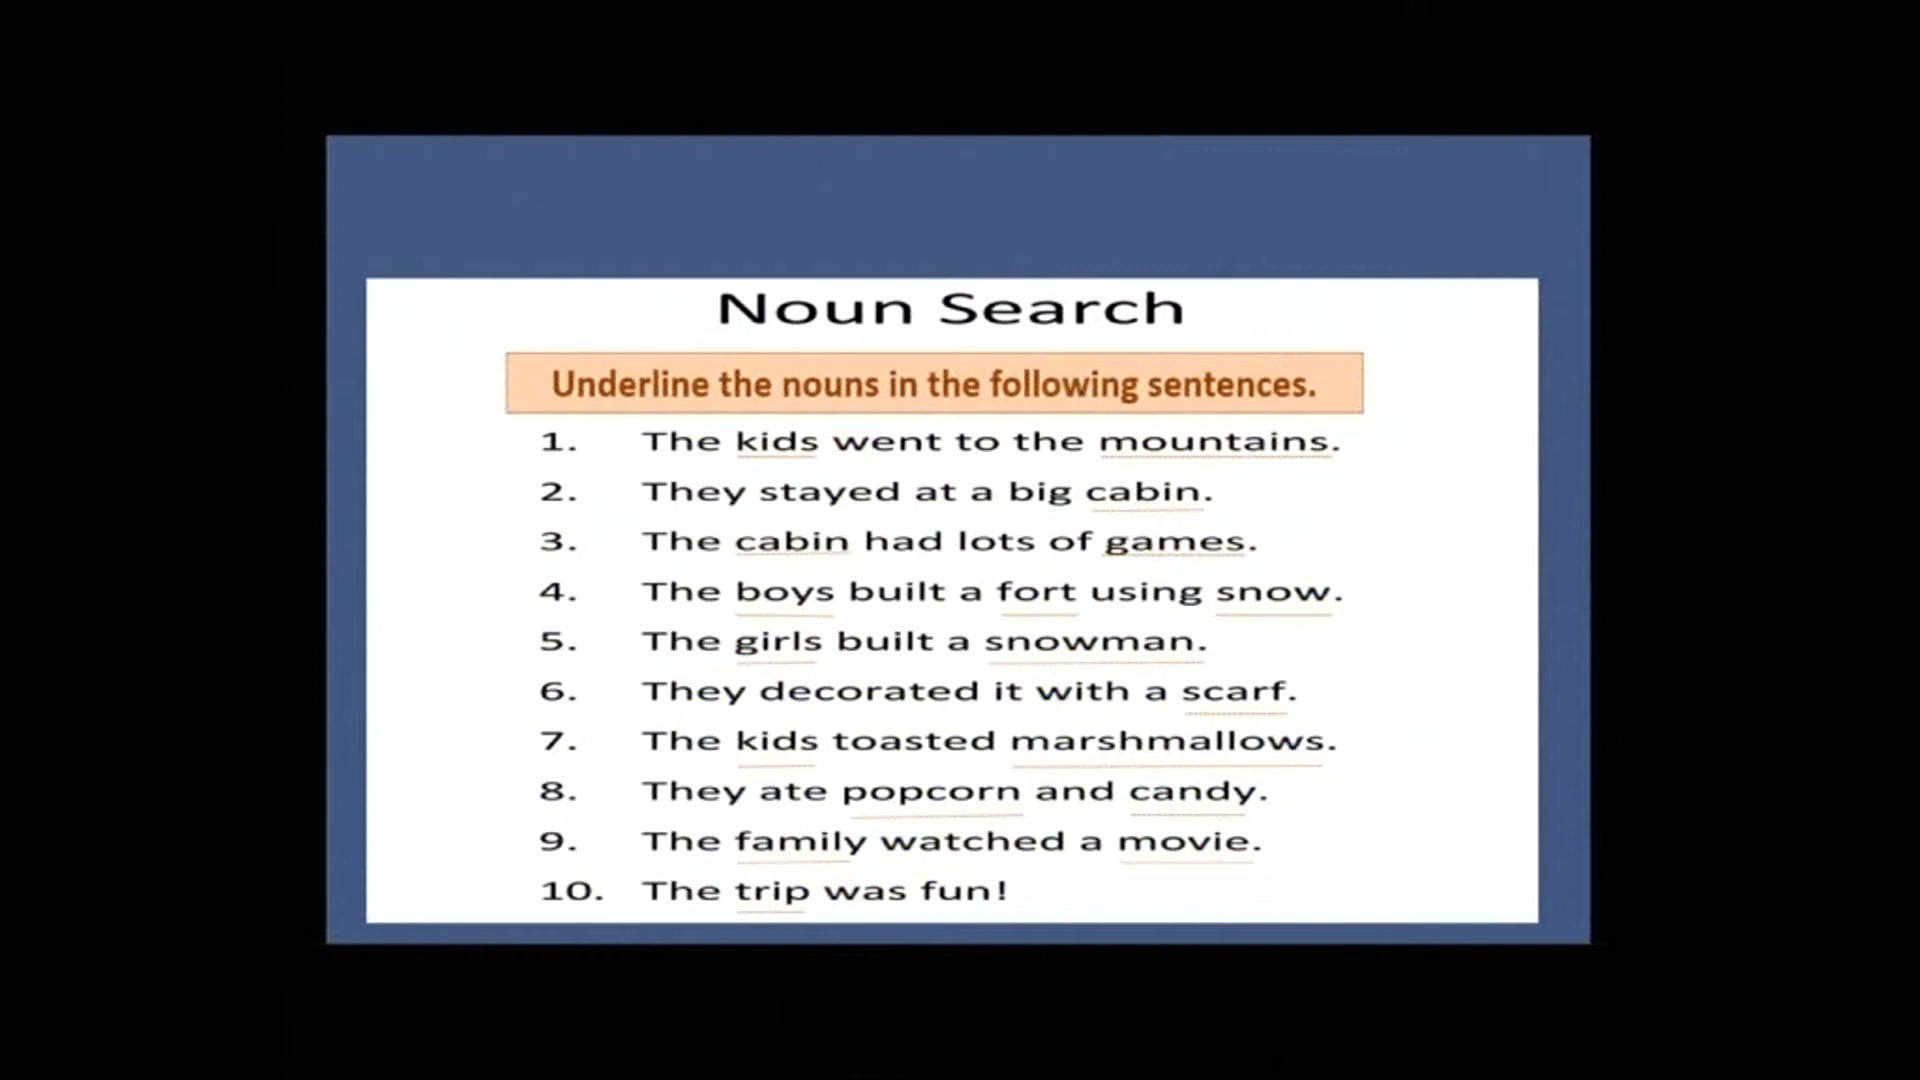 Noun Search
Underline the nouns in the following sentences.
1. The kids went to the mountains.
2. They stayed at a big cabin.
3. The cabin had lots of games.
4. The boys built a fort using snow.
5. The girls built a snowman.
6. They decorated it with a scarf.
7. The kids toasted marshmallows.
8. They ate popcorn and candy.
9. The family watched a movie.
10. The trip was fun!